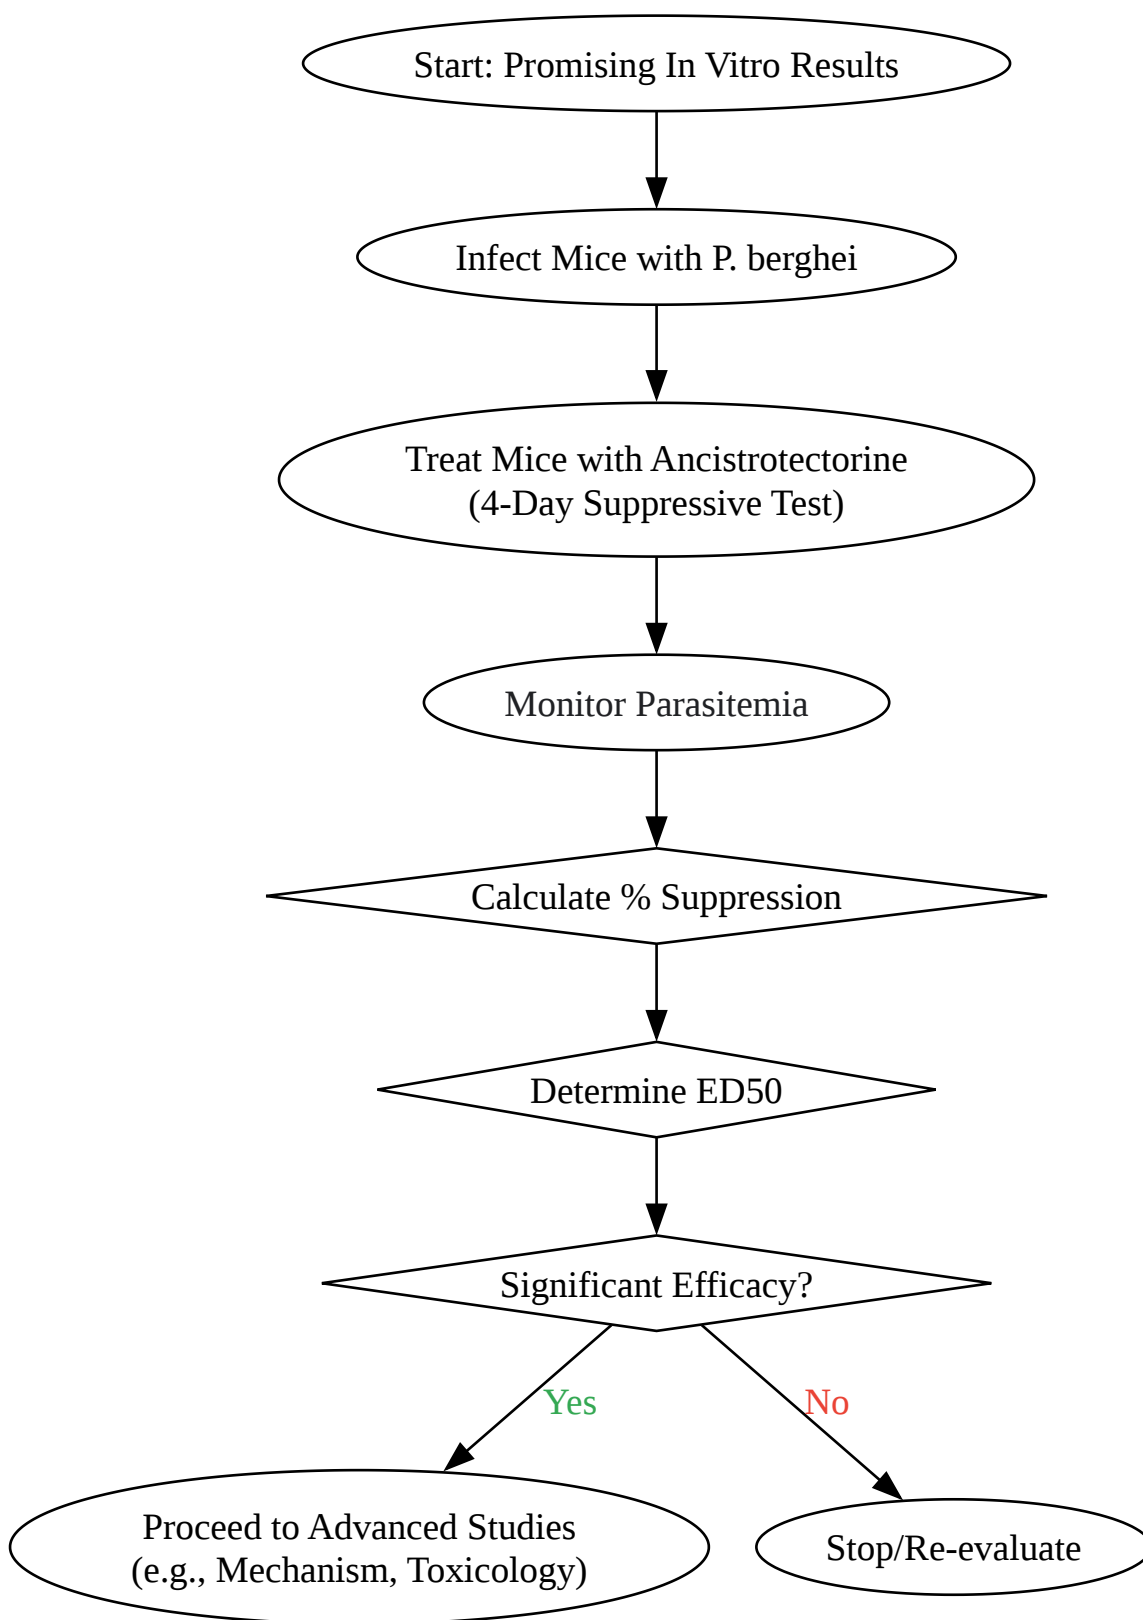 Start: Promising In Vitro Results
Infect Mice with P. berghei
Treat Mice with Ancistrotectorine
(4-Day Suppressive Test)
Monitor Parasitemia
Calculate % Suppression
Determine ED50
Significant Efficacy?
Yes
No
Proceed to Advanced Studies
(e.g., Mechanism, Toxicology)
Stop/Re-evaluate